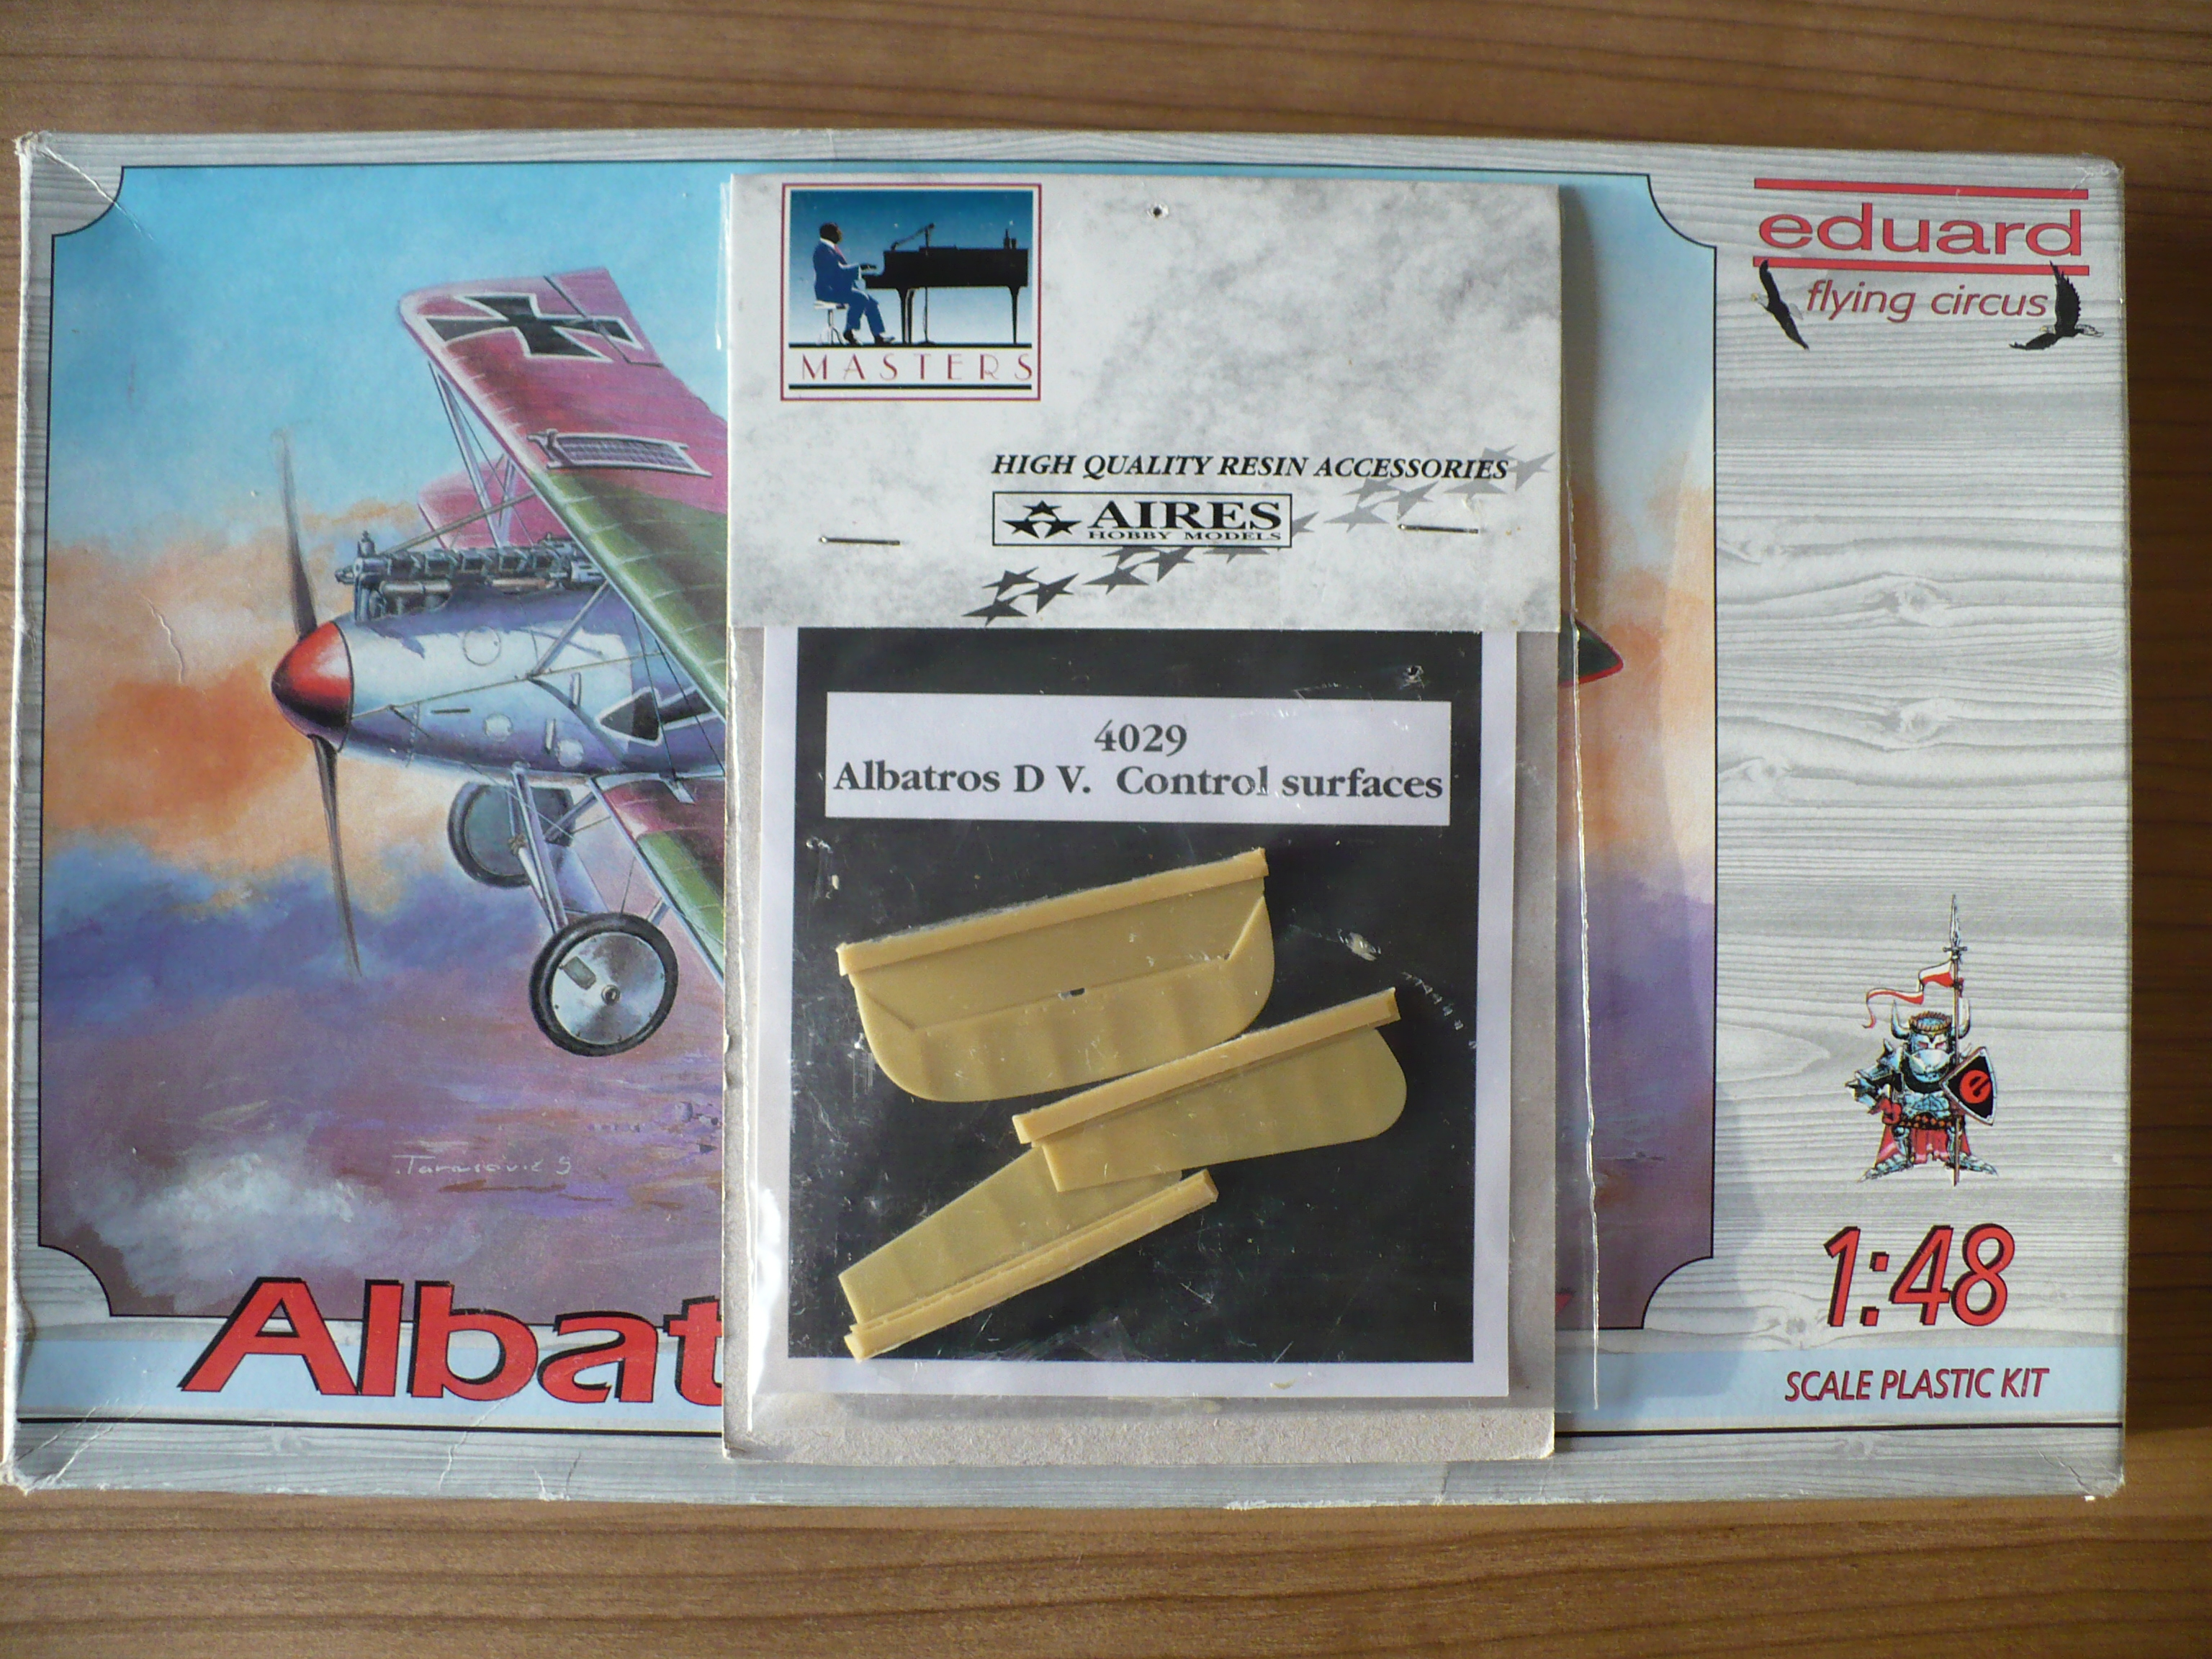 eduard
flying circus
MASTERS
HIGH QUALITY RESIN ACCESSORIES
AIRES
HOBBY MODELS
4029
Albatros D V. Control surfaces
e
1:48
Albat
SCALE PLASTIC KIT